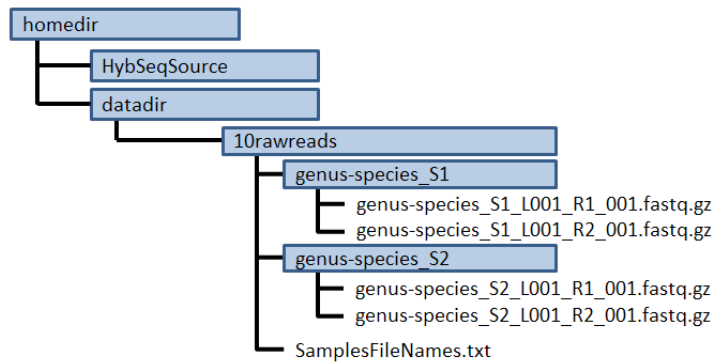 homedir
HybSeqSource
datadir
10rawreads
genus-species_S1
genus-species_S1_L001_R1_001.fastq.gz
genus-species_S1_L001_R2_001.fastq.gz
genus-species_S2
genus-species_S2_L001_R1_001.fastq.gz
genus-species_S2_L001_R2_001.fastq.gz
SamplesFileNames.txt